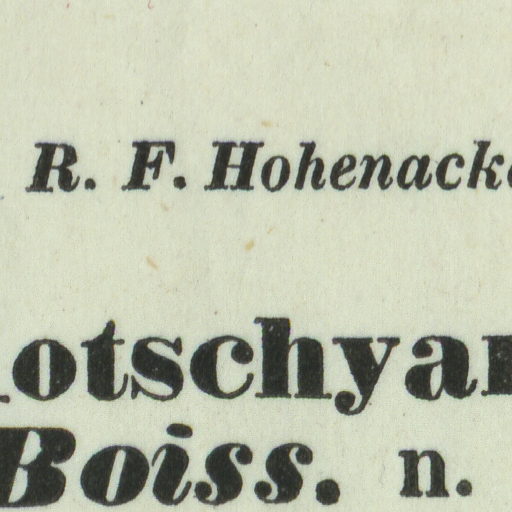 R. F. Hohenack
otschyan
Boiss. n.